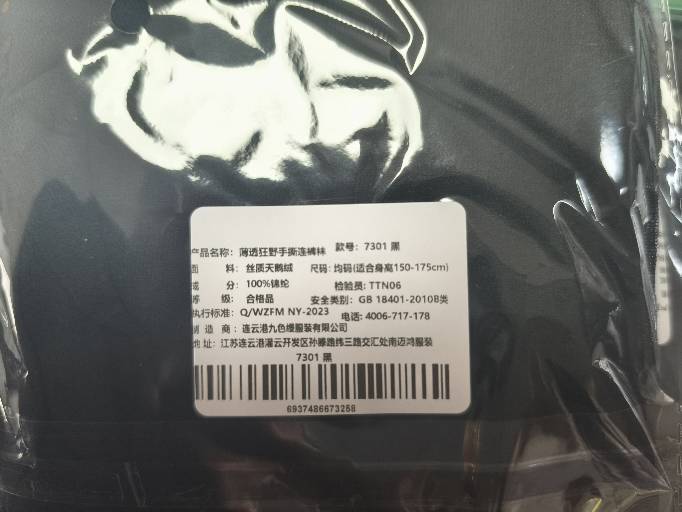 产品名称：薄透狂野手撕连裤袜 款号：7301 黑
面 料：丝质天鹅绒 尺码：均码(适合身高150-175cm)
成 分：100%锦纶 检验员：TTN06
等 级：合格品 安全类别：GB 18401-2010B类
执行标准：Q/WZFM NY-2023 电话：4006-717-178
制 造 商：连云港九色缦服装有限公司
地 址：江苏连云港灌云开发区孙滕路纬三路交汇处南迈鸿服装
7301 黑
6937486673258